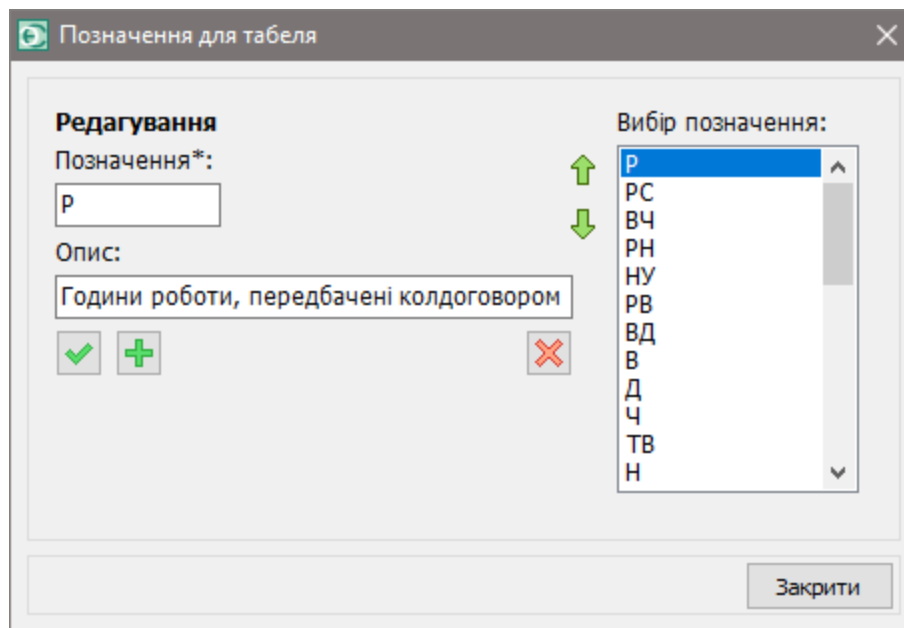 Позначення для табеля
Редагування
Позначення*:
Р
Опис:
Години роботи, передбачені колдоговором
Вибір позначення:
Р
РС
ВЧ
РН
НУ
РВ
ВД
В
Д
Ч
ТВ
Н
Закрити